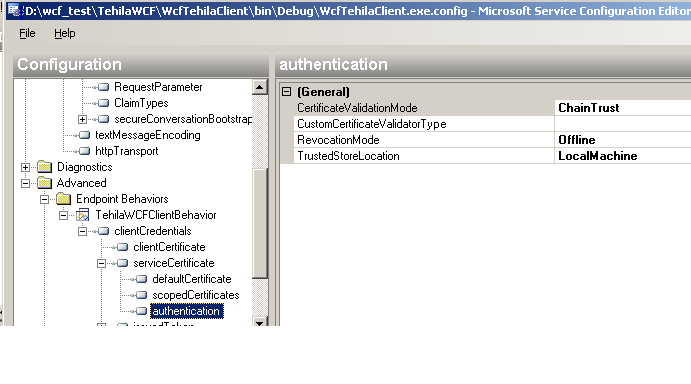 D:\wcf_test\TehilaWCF\WcfTehilaClient\bin\Debug\WcfTehilaClient.exe.config - Microsoft Service Configuration Editor
File Help
Configuration
RequestParameter
ClaimTypes
secureConversationBootstrap
textMessageEncoding
httpTransport
Diagnostics
Advanced
Endpoint Behaviors
TehilaWCFClientBehavior
clientCredentials
clientCertificate
serviceCertificate
defaultCertificate
scopedCertificates
authentication
authentication
(General)
CertificateValidationMode ChainTrust
CustomCertificateValidatorType
RevocationMode Offline
TrustedStoreLocation LocalMachine